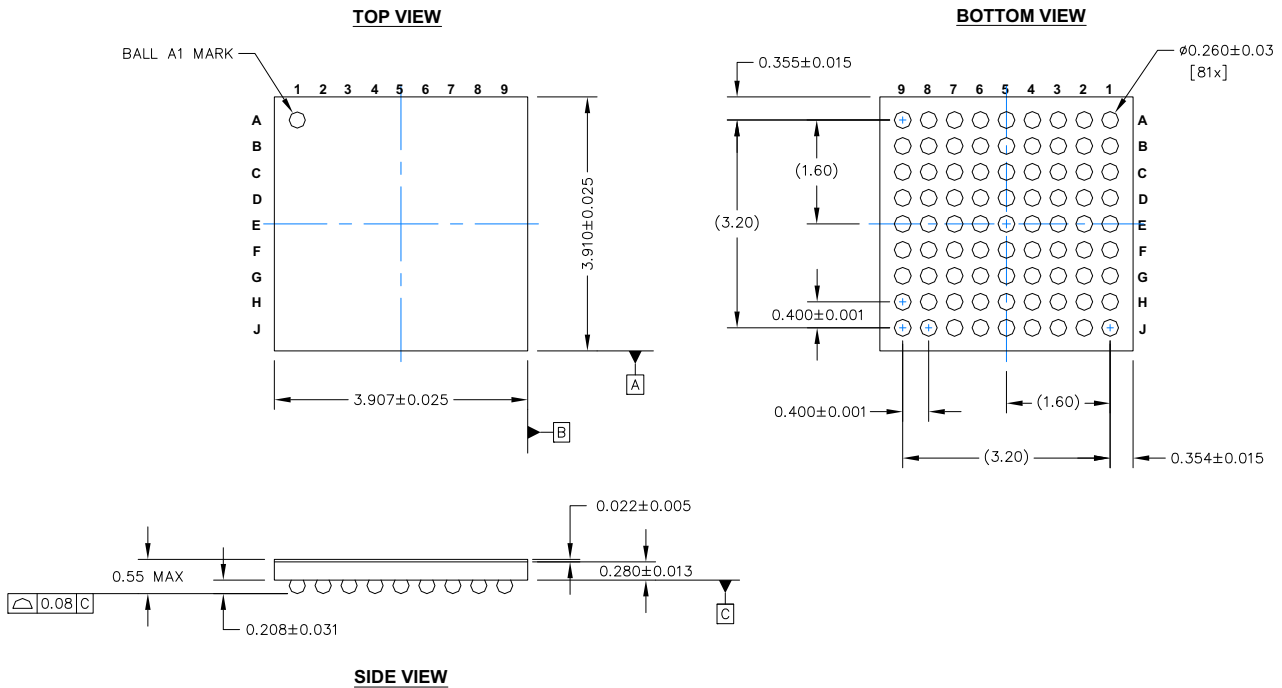 TOP VIEW
BALL A1 MARK
1 2 3 4 5 6 7 8 9
A
B
C
D
E
F
G
H
J
3.910±0.025
A
3.907±0.025
B
BOTTOM VIEW
0.355±0.015
ø0.260±0.03
[81x]
9 8 7 6 5 4 3 2 1
A
B
C
D
E
F
G
H
J
(1.60)
(3.20)
0.400±0.001
0.400±0.001
(1.60)
(3.20)
0.354±0.015
0.022±0.005
0.55 MAX
0.280±0.013
0.08 C
C
0.208±0.031
SIDE VIEW